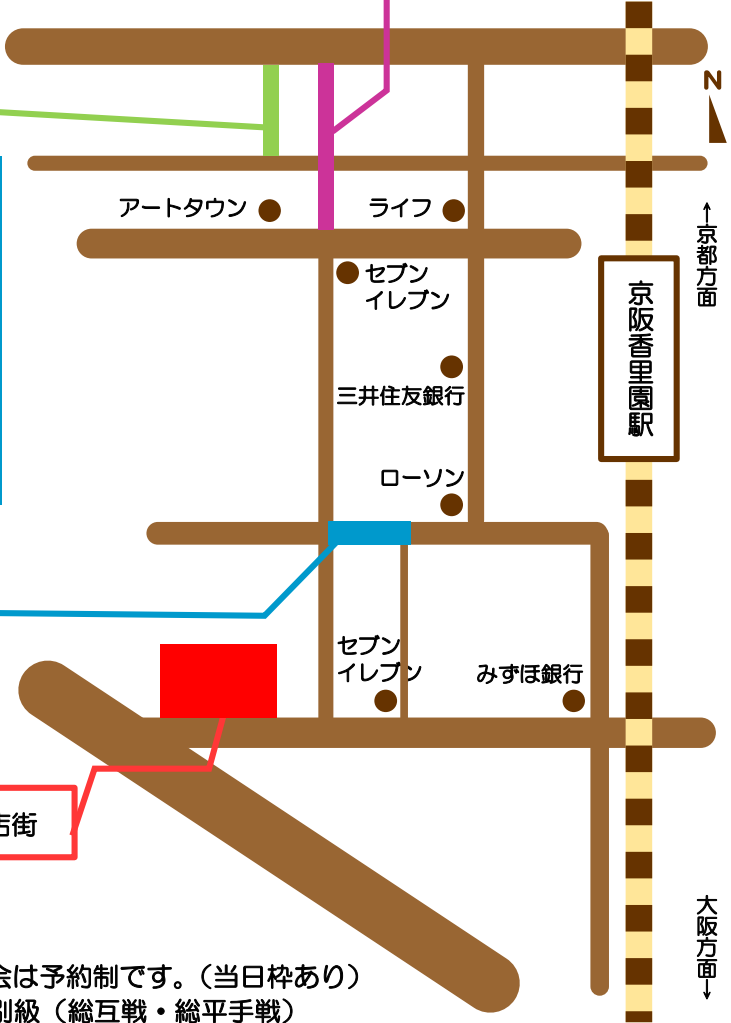 N
アートタウン
ライフ
←京都方面
セブン
イレブン
京阪香里園駅
三井住友銀行
ローソン
セブン
イレブン
みずほ銀行
店街
大阪方面→
会は予約制です。（当日枠あり）
別級（総互戦・総平手戦）